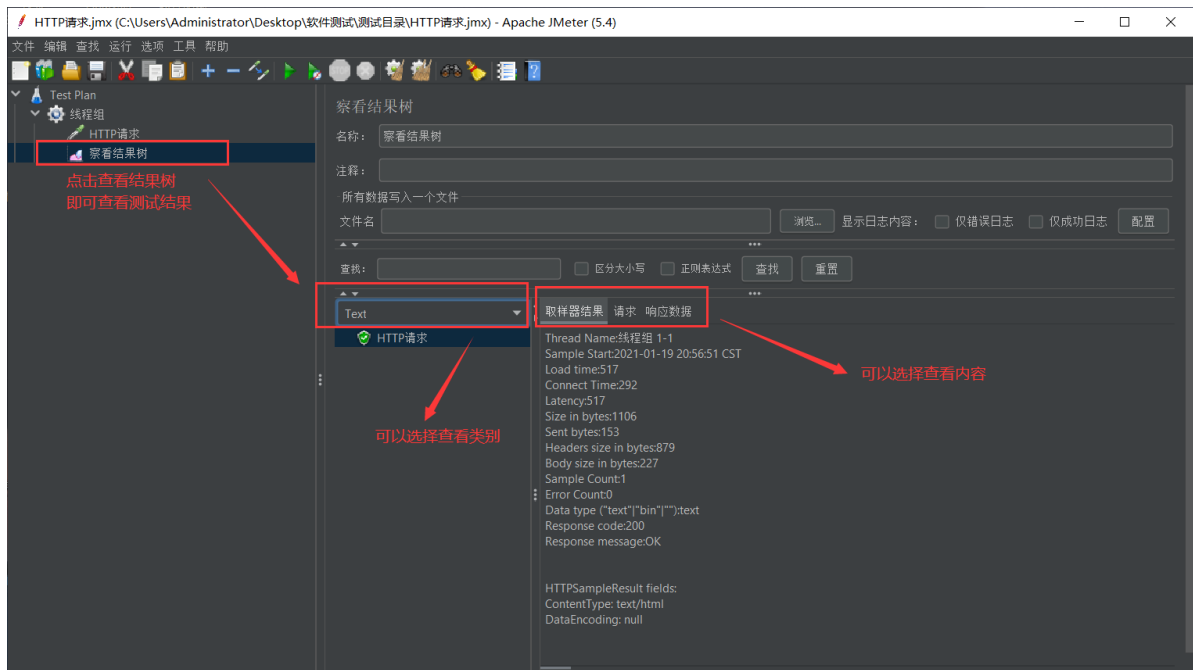 HTTP请求.jmx (C:\Users\Administrator\Desktop\软件测试\测试目录\HTTP请求.jmx) - Apache JMeter (5.4)
文件 编辑 查找 运行 选项 工具 帮助
Test Plan
线程组
HTTP请求
察看结果树
点击查看结果树
即可查看测试结果
察看结果树
名称： 察看结果树
注释：
所有数据写入一个文件
文件名 浏览... 显示日志内容： 仅错误日志 仅成功日志 配置
查找： 区分大小写 正则表达式 查找 重置
Text
HTTP请求
可以选择查看类别
取样器结果 请求 响应数据
可以选择查看内容
Thread Name:线程组 1-1
Sample Start:2021-01-19 20:56:51 CST
Load time:517
Connect Time:292
Latency:517
Size in bytes:1106
Sent bytes:153
Headers size in bytes:879
Body size in bytes:227
Sample Count:1
Error Count:0
Data type ("text"|"bin"|""):text
Response code:200
Response message:OK
HTTPSampleResult fields:
ContentType: text/html
DataEncoding: null